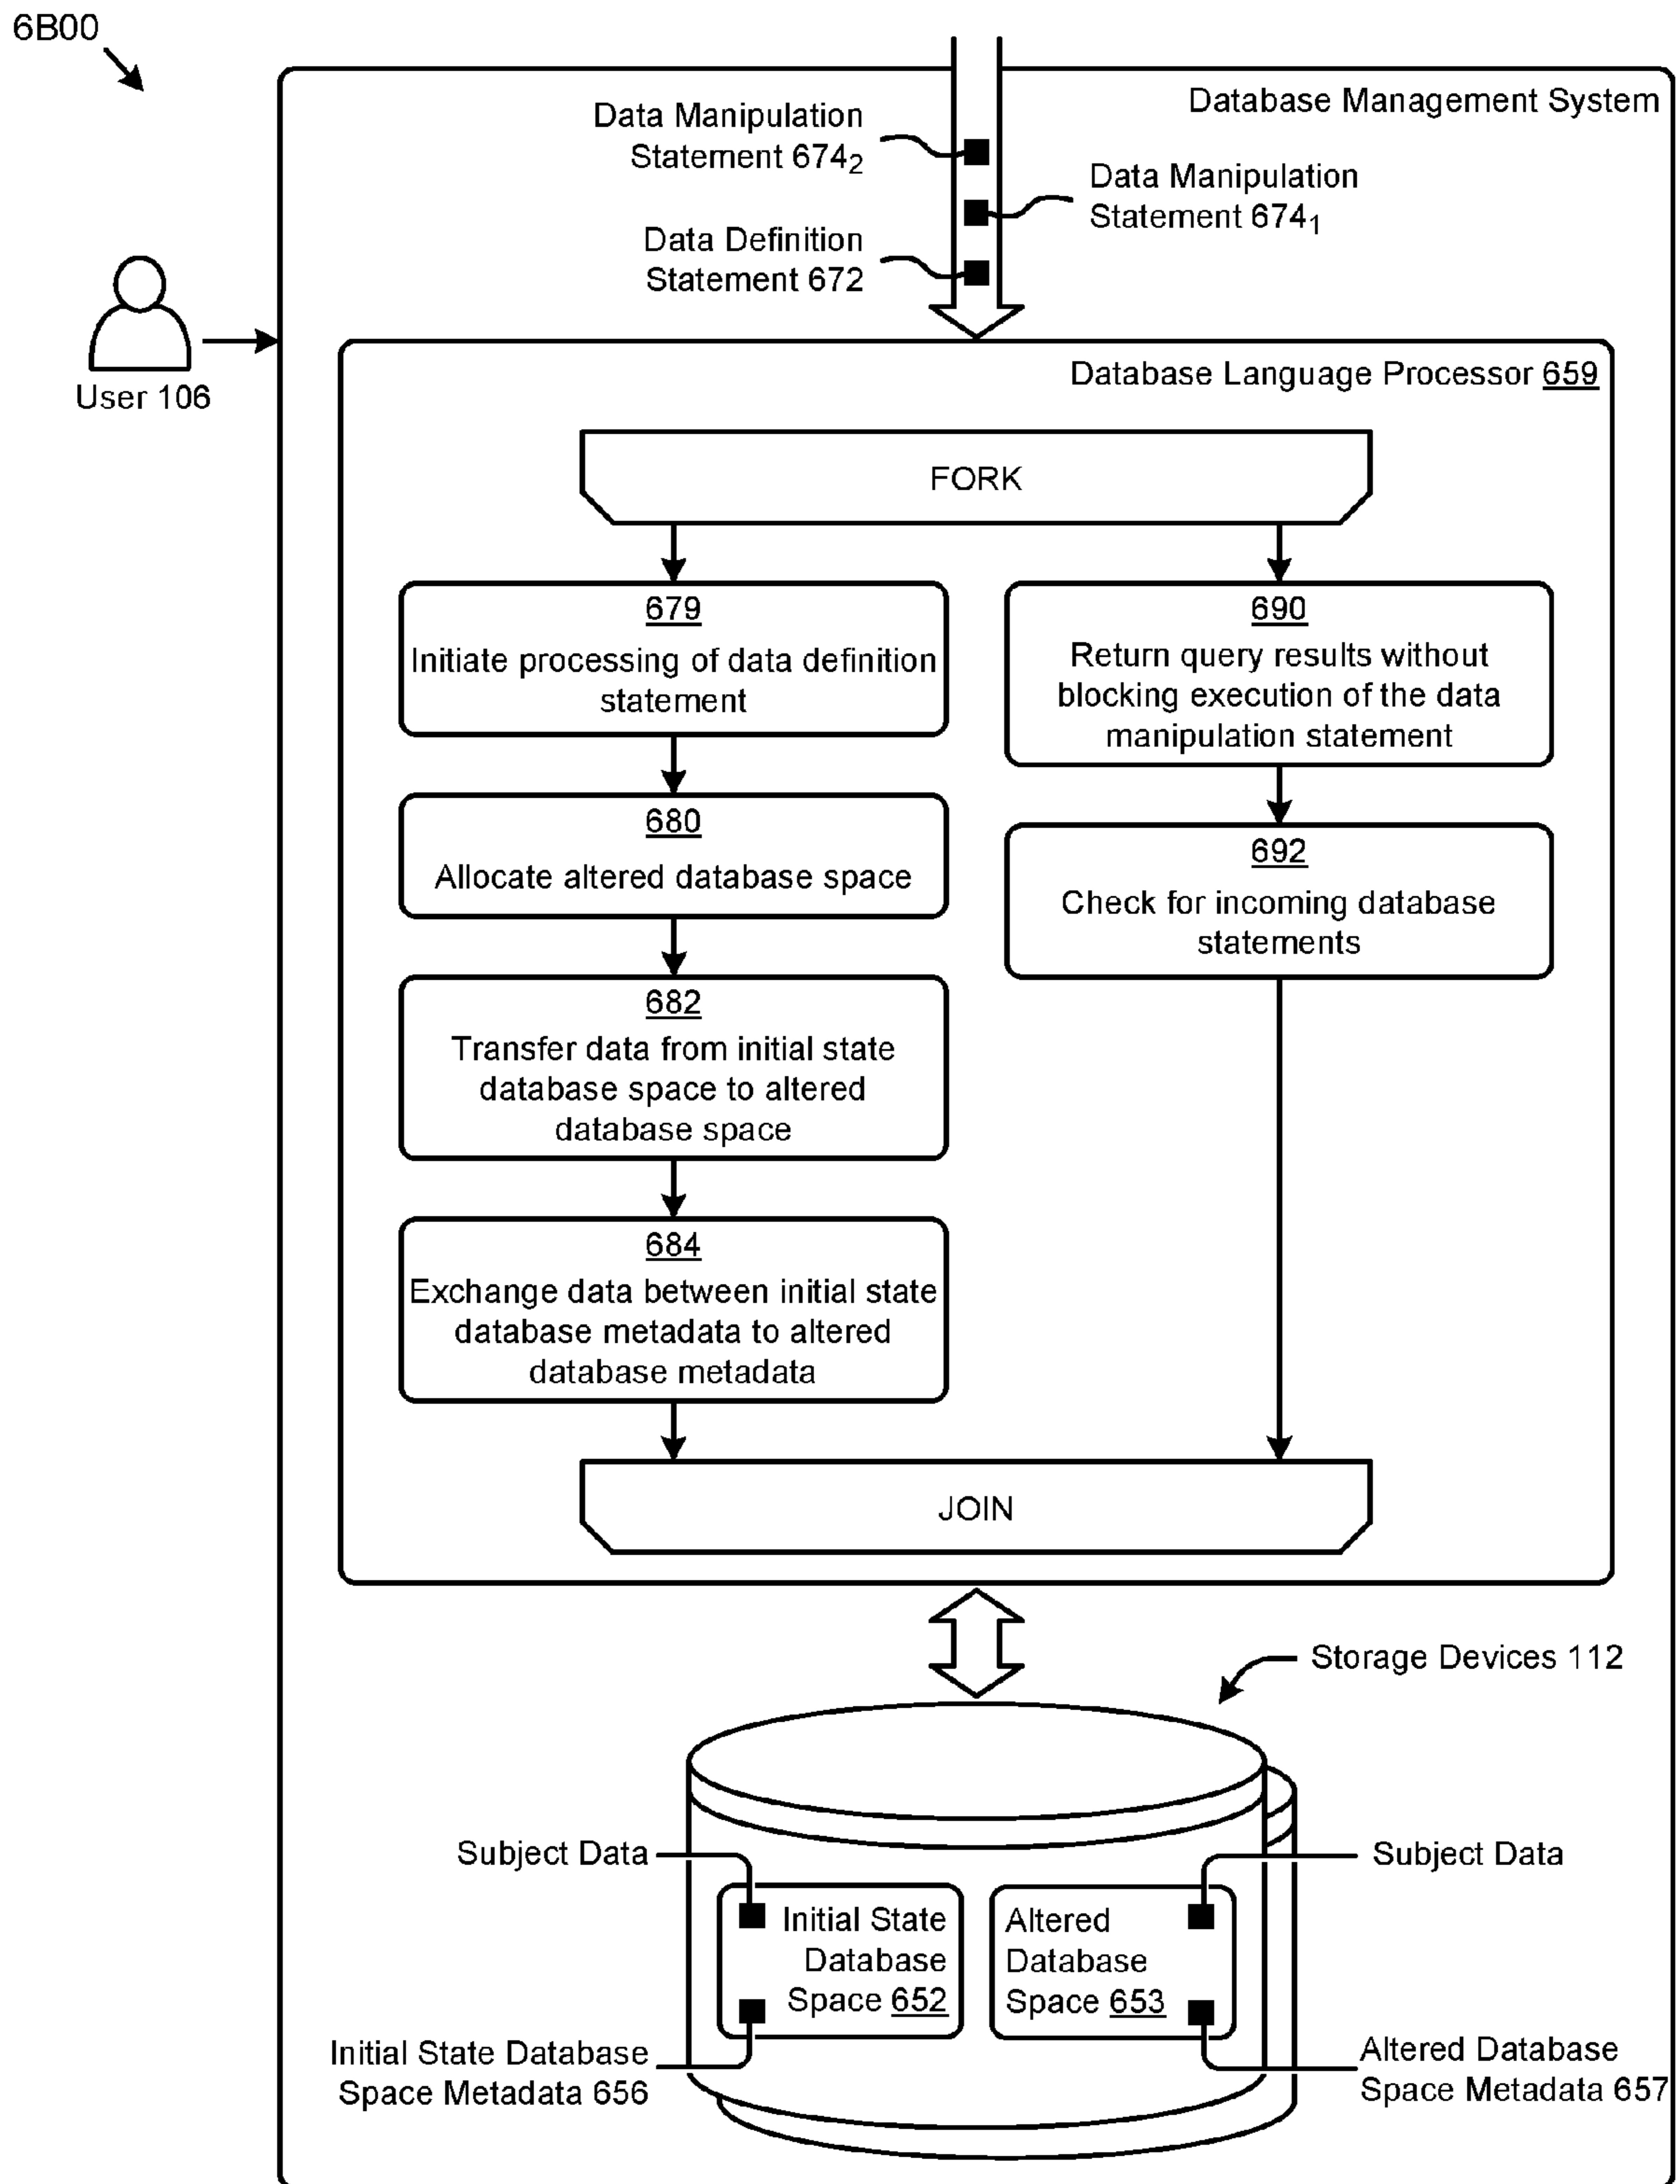 6B00
Database Management System
Data Manipulation
Statement 674₂
Data Manipulation
Statement 674₁
Data Definition
Statement 672
User 106
Database Language Processor 659
FORK
679
Initiate processing of data definition
statement
690
Return query results without
blocking execution of the data
manipulation statement
680
Allocate altered database space
692
Check for incoming database
statements
682
Transfer data from initial state
database space to altered
database space
684
Exchange data between initial state
database metadata to altered
database metadata
JOIN
Storage Devices 112
Subject Data
Subject Data
Initial State
Database
Space 652
Altered
Database
Space 653
Initial State Database
Space Metadata 656
Altered Database
Space Metadata 657